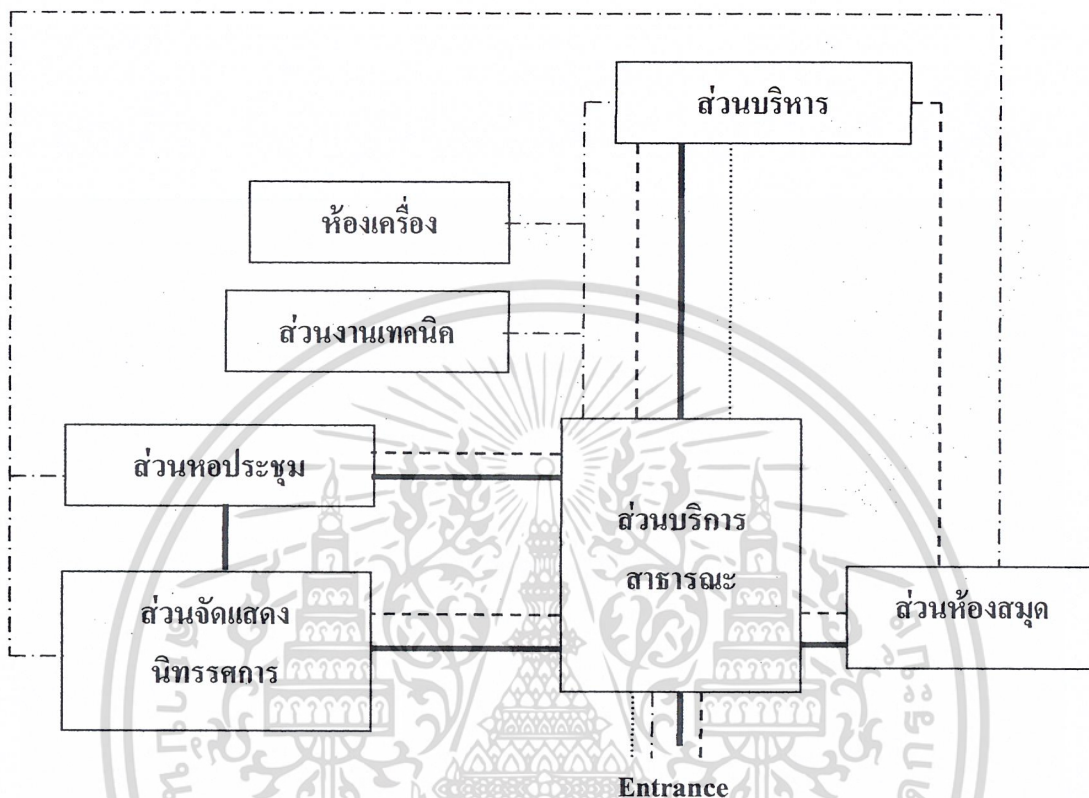 ส่วนบริหาร
ห้องเครื่อง
ส่วนงานเทคนิค
ส่วนหอประชุม
ส่วนบริการ
สาธารณะ
ส่วนจัดแสดง
นิทรรศการ
ส่วนห้องสมุด
Entrance